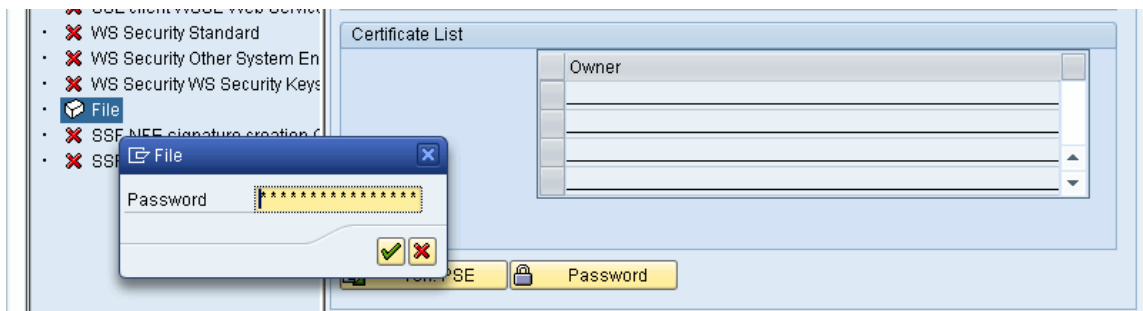 WS Security Standard
WS Security Other System En
WS Security WS Security Keys
File
SSF
Certificate List
Owner
File
Password ****************
PSE
Password